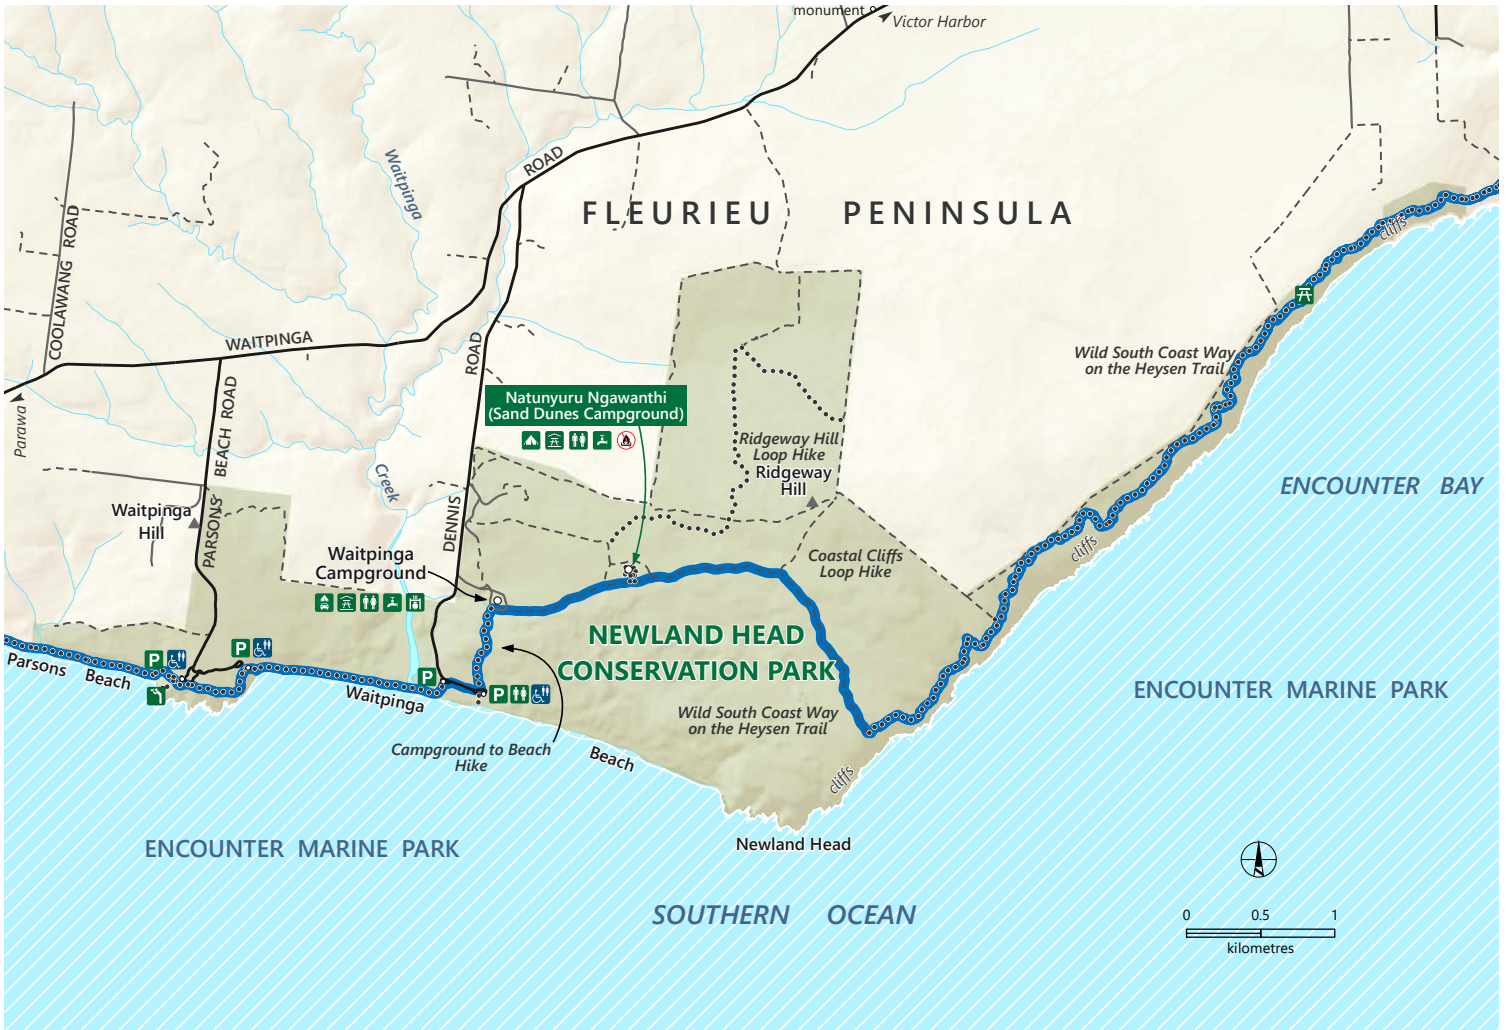 monument
Victor Harbor
Waitpinga
ROAD
FLEURIEU PENINSULA
COOLAWANG ROAD
cliffs
WAITPINGA
ROAD
Wild South Coast Way
on the Heysen Trail
Parawa
BEACH ROAD
Natunyuru Ngawanthi
(Sand Dunes Campground)
Ridgeway Hill
Loop Hike
Ridgeway
Hill
Creek
ENCOUNTER BAY
Waitpinga
Hill
PARSONS
DENNIS
Waitpinga
Campground
Coastal Cliffs
Loop Hike
cliffs
NEWLAND HEAD
CONSERVATION PARK
P
P
P
P
Parsons Beach
Waitpinga
ENCOUNTER MARINE PARK
Wild South Coast Way
on the Heysen Trail
Campground to Beach
Hike
Beach
cliffs
Newland Head
ENCOUNTER MARINE PARK
SOUTHERN OCEAN
0 0.5 1
kilometres